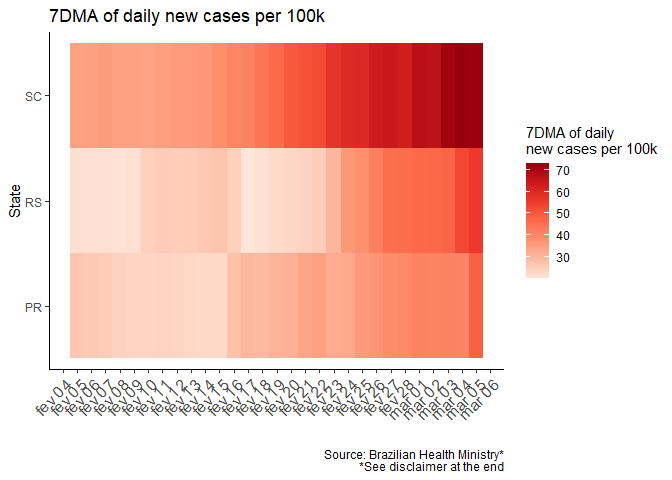 7DMA of daily new cases per 100k
State
SC
RS
PR
fev 04
fev 05
fev 06
fev 07
fev 08
fev 09
fev 10
fev 11
fev 12
fev 13
fev 14
fev 15
fev 16
fev 17
fev 18
fev 19
fev 20
fev 21
fev 22
fev 23
fev 24
fev 25
fev 26
fev 27
fev 28
mar 01
mar 02
mar 03
mar 04
mar 05
mar 06
7DMA of daily
new cases per 100k
70
60
50
40
30
Source: Brazilian Health Ministry*
*See disclaimer at the end